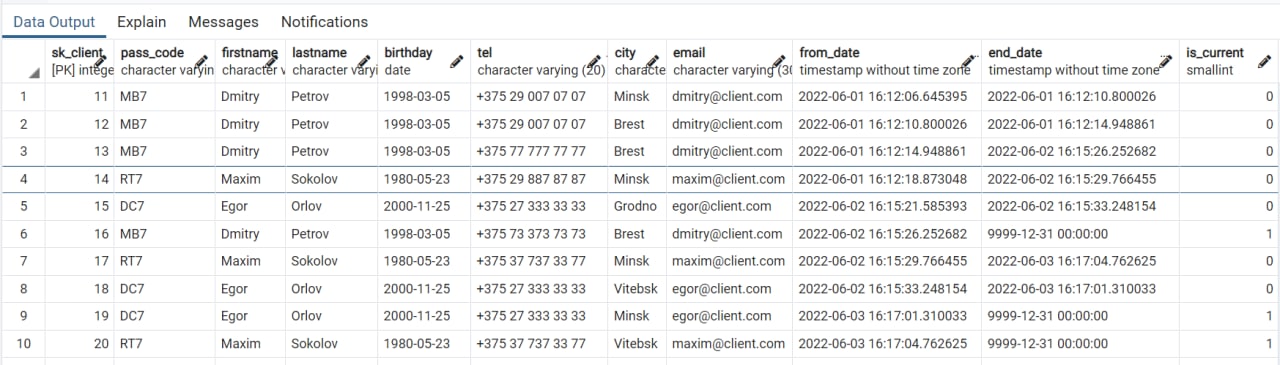 Data Output Explain Messages Notifications
sk_client pass_code firstname lastname birthday tel city email from_date end_date is_current
[PK] intege character varyin character v character varyi date character varying (20) characte character varying (30 timestamp without time zone timestamp without time zone smallint
1 11 MB7 Dmitry Petrov 1998-03-05 +375 29 007 07 07 Minsk dmitry@client.com 2022-06-01 16:12:06.645395 2022-06-01 16:12:10.800026 0
2 12 MB7 Dmitry Petrov 1998-03-05 +375 29 007 07 07 Brest dmitry@client.com 2022-06-01 16:12:10.800026 2022-06-01 16:12:14.948861 0
3 13 MB7 Dmitry Petrov 1998-03-05 +375 77 777 77 77 Brest dmitry@client.com 2022-06-01 16:12:14.948861 2022-06-02 16:15:26.252682 0
4 14 RT7 Maxim Sokolov 1980-05-23 +375 29 887 87 87 Minsk maxim@client.com 2022-06-01 16:12:18.873048 2022-06-02 16:15:29.766455 0
5 15 DC7 Egor Orlov 2000-11-25 +375 27 333 33 33 Grodno egor@client.com 2022-06-02 16:15:21.585393 2022-06-02 16:15:33.248154 0
6 16 MB7 Dmitry Petrov 1998-03-05 +375 73 373 73 73 Brest dmitry@client.com 2022-06-02 16:15:26.252682 9999-12-31 00:00:00 1
7 17 RT7 Maxim Sokolov 1980-05-23 +375 37 737 33 77 Minsk maxim@client.com 2022-06-02 16:15:29.766455 2022-06-03 16:17:04.762625 0
8 18 DC7 Egor Orlov 2000-11-25 +375 27 333 33 33 Vitebsk egor@client.com 2022-06-02 16:15:33.248154 2022-06-03 16:17:01.310033 0
9 19 DC7 Egor Orlov 2000-11-25 +375 27 333 33 33 Minsk egor@client.com 2022-06-03 16:17:01.310033 9999-12-31 00:00:00 1
10 20 RT7 Maxim Sokolov 1980-05-23 +375 37 737 33 77 Vitebsk maxim@client.com 2022-06-03 16:17:04.762625 9999-12-31 00:00:00 1